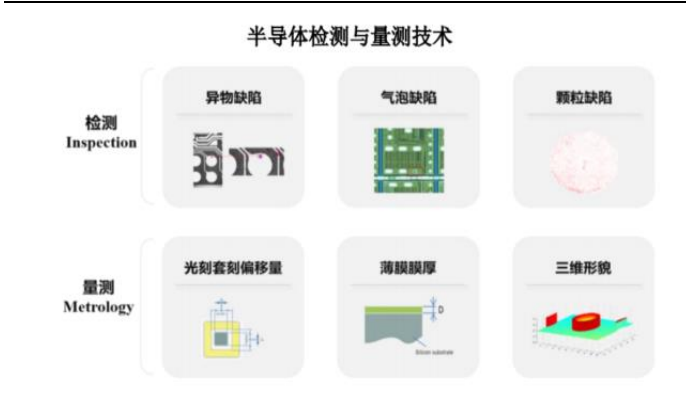 半导体检测与量测技术
检测
Inspection
异物缺陷
气泡缺陷
颗粒缺陷
量测
Metrology
光刻套刻偏移量
薄膜膜厚
D
Silicon substrate
三维形貌